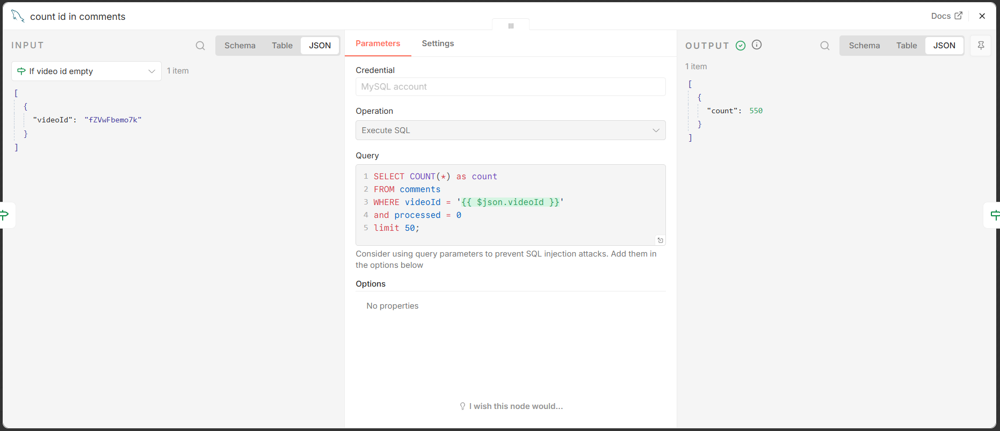 count id in comments
Docs
INPUT
Schema
Table
JSON
If video id empty
1 item
[
{
"videoId": "fZVwFbemo7k"
}
]
Parameters
Settings
Credential
MySQL account
Operation
Execute SQL
Query
1 SELECT COUNT(*) as count
2 FROM comments
3 WHERE videoId = '{{ $json.videoId }}'
4 and processed = 0
5 limit 50;
Consider using query parameters to prevent SQL injection attacks. Add them in
the options below
Options
No properties
I wish this node would...
OUTPUT
Schema
Table
JSON
1 item
[
{
"count": 550
}
]